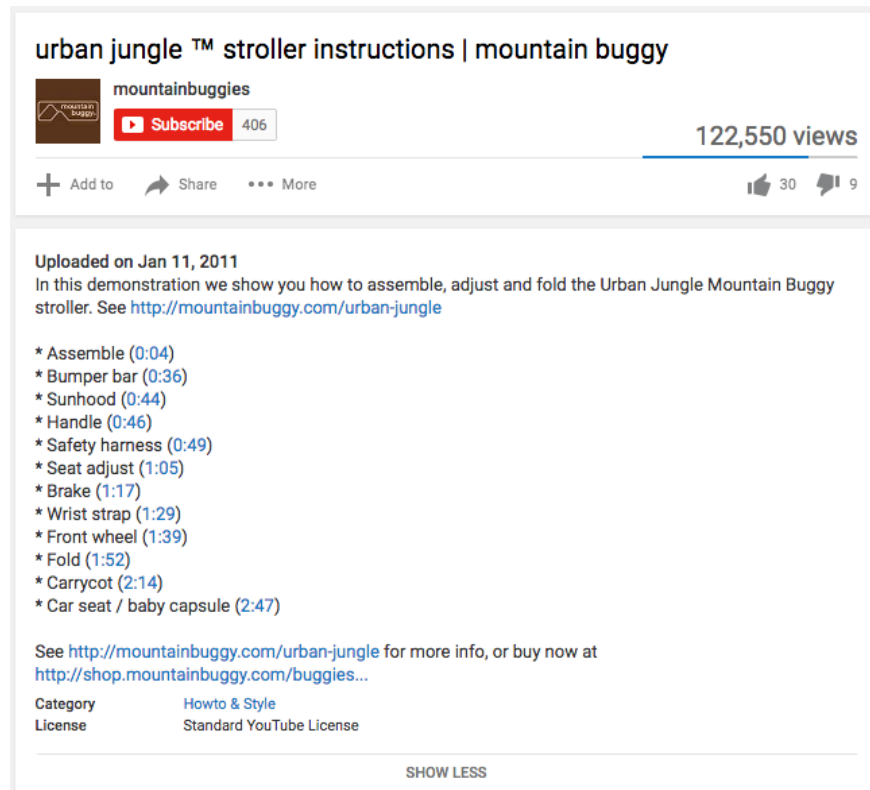 urban jungle ™ stroller instructions | mountain buggy
mountain
buggy.
mountainbuggies
Subscribe 406
122,550 views
Add to Share More 30 9
Uploaded on Jan 11, 2011
In this demonstration we show you how to assemble, adjust and fold the Urban Jungle Mountain Buggy
stroller. See http://mountainbuggy.com/urban-jungle
* Assemble (0:04)
* Bumper bar (0:36)
* Sunhood (0:44)
* Handle (0:46)
* Safety harness (0:49)
* Seat adjust (1:05)
* Brake (1:17)
* Wrist strap (1:29)
* Front wheel (1:39)
* Fold (1:52)
* Carrycot (2:14)
* Car seat / baby capsule (2:47)
See http://mountainbuggy.com/urban-jungle for more info, or buy now at
http://shop.mountainbuggy.com/buggies...
Category Howto & Style
License Standard YouTube License
SHOW LESS